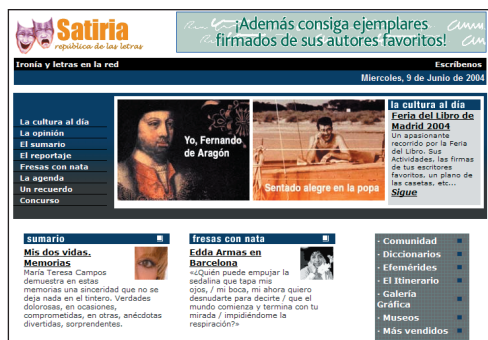 Satiria
república de las letras
¡Además consiga ejemplares
firmados de sus autores favoritos!
Ironía y letras en la red
Escríbenos
Miercoles, 9 de Junio de 2004
La cultura al día
La opinión
El sumario
El reportaje
Fresas con nata
La agenda
Un recuerdo
Concurso
Yo, Fernando
de Aragón
Sentado alegre en la popa
la cultura al día
Feria del Libro de
Madrid 2004
Un apasionante
recorrido por la Feria
del Libro. Sus
Actividades, las firmas
de tus escritores
favoritos, un plano de
las casetas, etc...
Sigue
sumario
Mis dos vidas.
Memorias
María Teresa Campos
demuestra en estas
memorias una sinceridad que no se
deja nada en el tintero. Verdades
dolorosas, en ocasiones,
comprometidas, en otras, anécdotas
divertidas, sorprendentes.
fresas con nata
Edda Armas en
Barcelona
«¿Quién puede empujar la
sedalina que tapa mis
ojos, / mi boca, mi ahora quiero
desnudarte para decirte / que el
mundo comienza y termina con tu
mirada / impidiéndome la
respiración?»
· Comunidad
· Diccionarios
· Efemérides
· El Itinerario
· Galería
Gráfica
· Museos
· Más vendidos